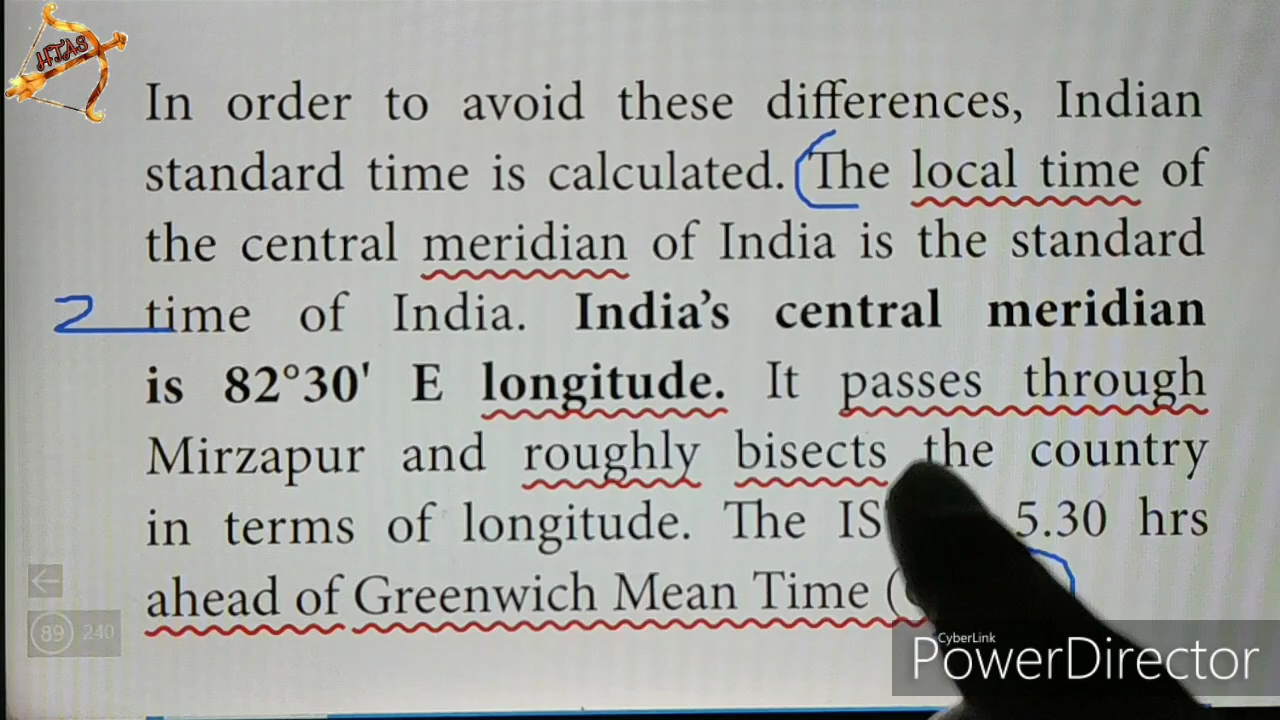 HTAS
In order to avoid these differences, Indian
standard time is calculated. The local time of
the central meridian of India is the standard
2 time of India. India's central meridian
is 82°30' E longitude. It passes through
Mirzapur and roughly bisects the country
in terms of longitude. The 5.30 hrs
ahead of Greenwich Mean Time (
89 240
CyberLink
PowerDirector